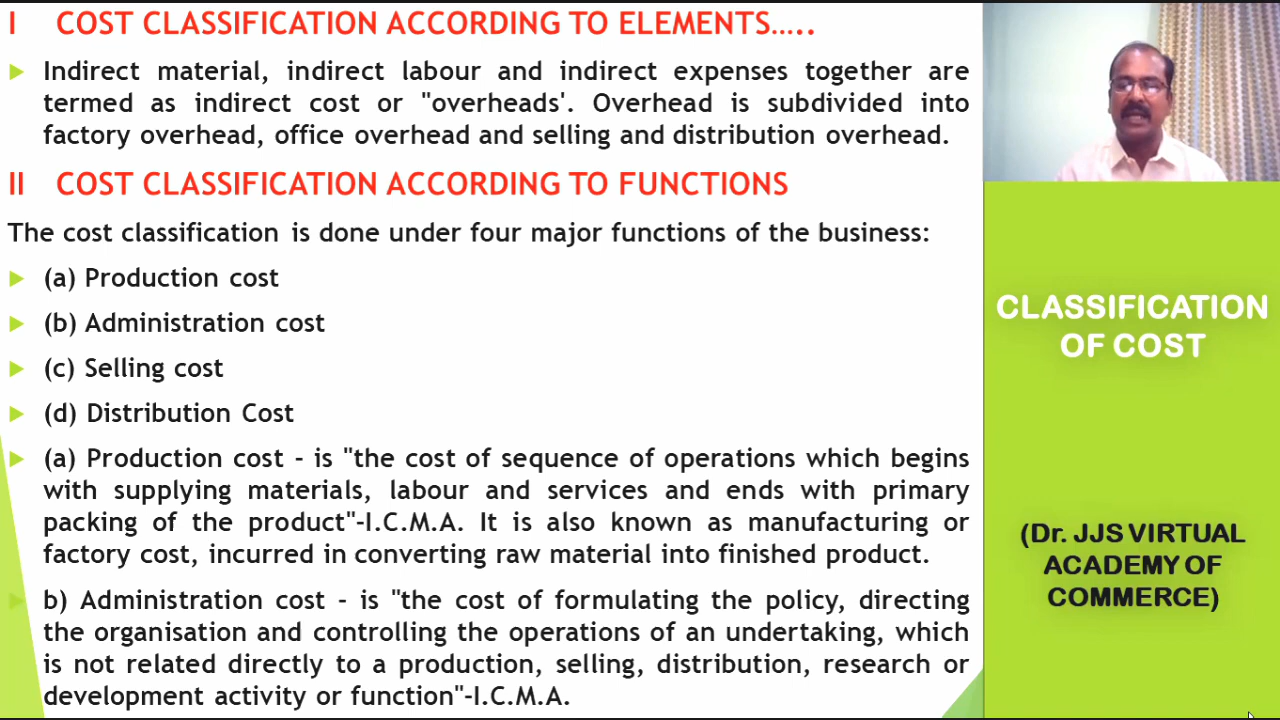 I COST CLASSIFICATION ACCORDING TO ELEMENTS…..
Indirect material, indirect labour and indirect expenses together are
termed as indirect cost or "overheads'. Overhead is subdivided into
factory overhead, office overhead and selling and distribution overhead.
II COST CLASSIFICATION ACCORDING TO FUNCTIONS
The cost classification is done under four major functions of the business:
(a) Production cost
(b) Administration cost
(c) Selling cost
(d) Distribution Cost
(a) Production cost - is "the cost of sequence of operations which begins
with supplying materials, labour and services and ends with primary
packing of the product"-I.C.M.A. It is also known as manufacturing or
factory cost, incurred in converting raw material into finished product.
b) Administration cost - is "the cost of formulating the policy, directing
the organisation and controlling the operations of an undertaking, which
is not related directly to a production, selling, distribution, research or
development activity or function"-I.C.M.A.
CLASSIFICATION
OF COST
(Dr. JJS VIRTUAL
ACADEMY OF
COMMERCE)